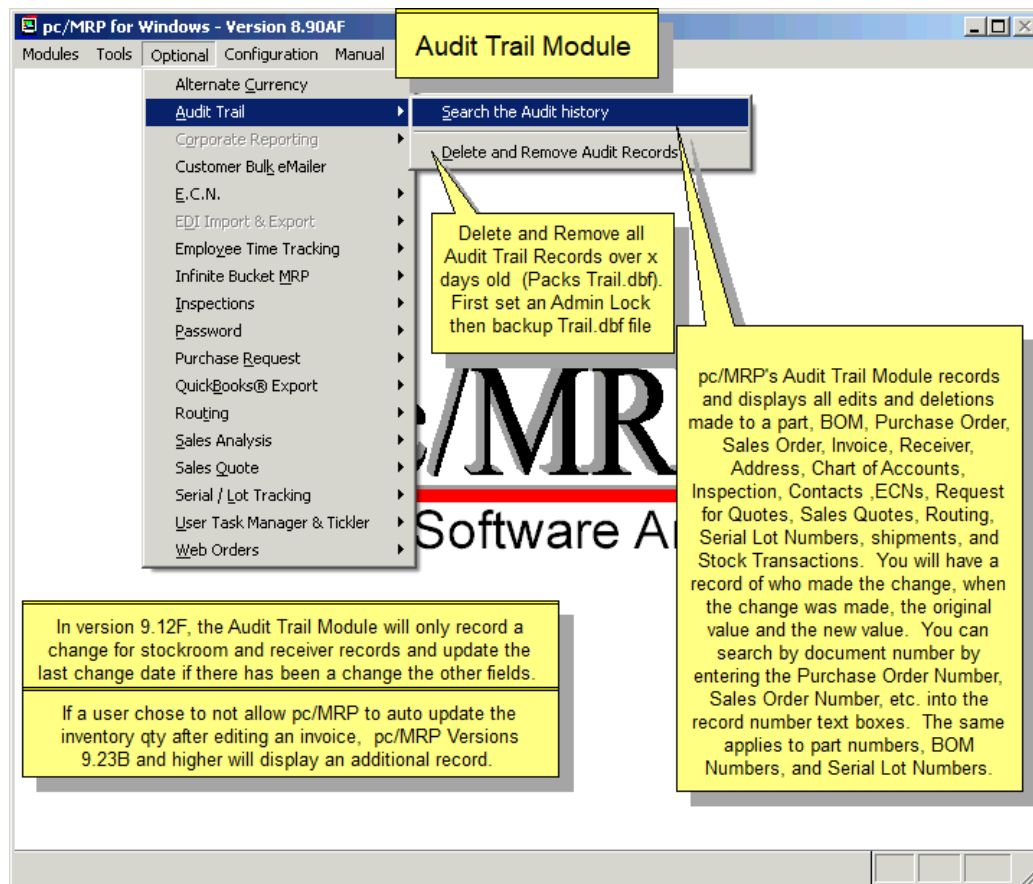 pc/MRP for Windows - Version 8.90AF
Modules Tools Optional Configuration Manual
Audit Trail Module
Alternate Currency
Audit Trail
Corporate Reporting
Customer Bulk eMailer
E.C.N.
EDI Import & Export
Employee Time Tracking
Infinite Bucket MRP
Inspections
Password
Purchase Request
QuickBooks® Export
Routing
Sales Analysis
Sales Quote
Serial / Lot Tracking
User Task Manager & Tickler
Web Orders
Search the Audit history
Delete and Remove Audit Records
Delete and Remove all
Audit Trail Records over x
days old (Packs Trail.dbf).
First set an Admin Lock
then backup Trail.dbf file
pc/MRP's Audit Trail Module records
and displays all edits and deletions
made to a part, BOM, Purchase Order,
Sales Order, Invoice, Receiver,
Address, Chart of Accounts,
Inspection, Contacts ,ECNs, Request
for Quotes, Sales Quotes, Routing,
Serial Lot Numbers, shipments, and
Stock Transactions. You will have a
record of who made the change, when
the change was made, the original
value and the new value. You can
search by document number by
entering the Purchase Order Number,
Sales Order Number, etc. into the
record number text boxes. The same
applies to part numbers, BOM
Numbers, and Serial Lot Numbers.
/MR
Software
In version 9.12F, the Audit Trail Module will only record a
change for stockroom and receiver records and update the
last change date if there has been a change the other fields.
If a user chose to not allow pc/MRP to auto update the
inventory qty after editing an invoice, pc/MRP Versions
9.23B and higher will display an additional record.